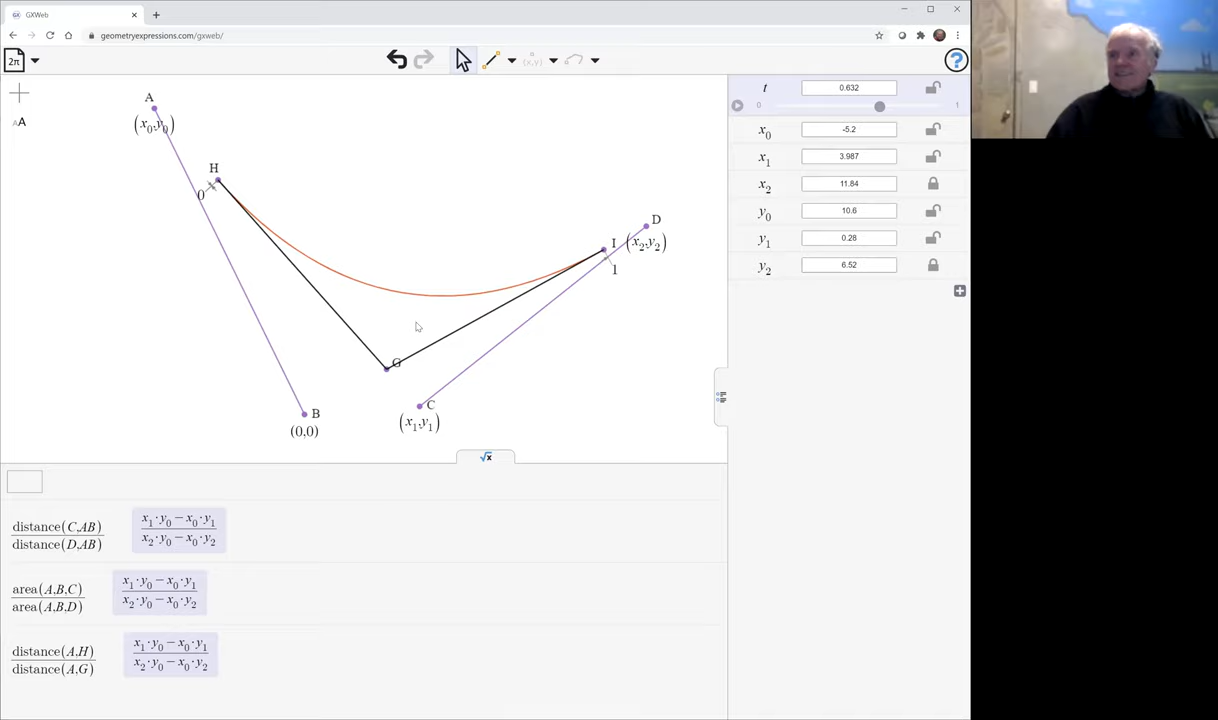 GXWeb
geometryexpressions.com/gxweb/
2π
(x,y)
?
AA
A
(x₀,y₀)
H
0
D
I
(x₂,y₂)
1
G
B
C
(0,0)
(x₁,y₁)
t 0.632
0 1
x₀ -5.2
x₁ 3.987
x₂ 11.84
y₀ 10.6
y₁ 0.28
y₂ 6.52
√x
distance(C,AB)
distance(D,AB)
x₁·y₀−x₀·y₁
x₂·y₀−x₀·y₂
area(A,B,C)
area(A,B,D)
x₁·y₀−x₀·y₁
x₂·y₀−x₀·y₂
distance(A,H)
distance(A,G)
x₁·y₀−x₀·y₁
x₂·y₀−x₀·y₂